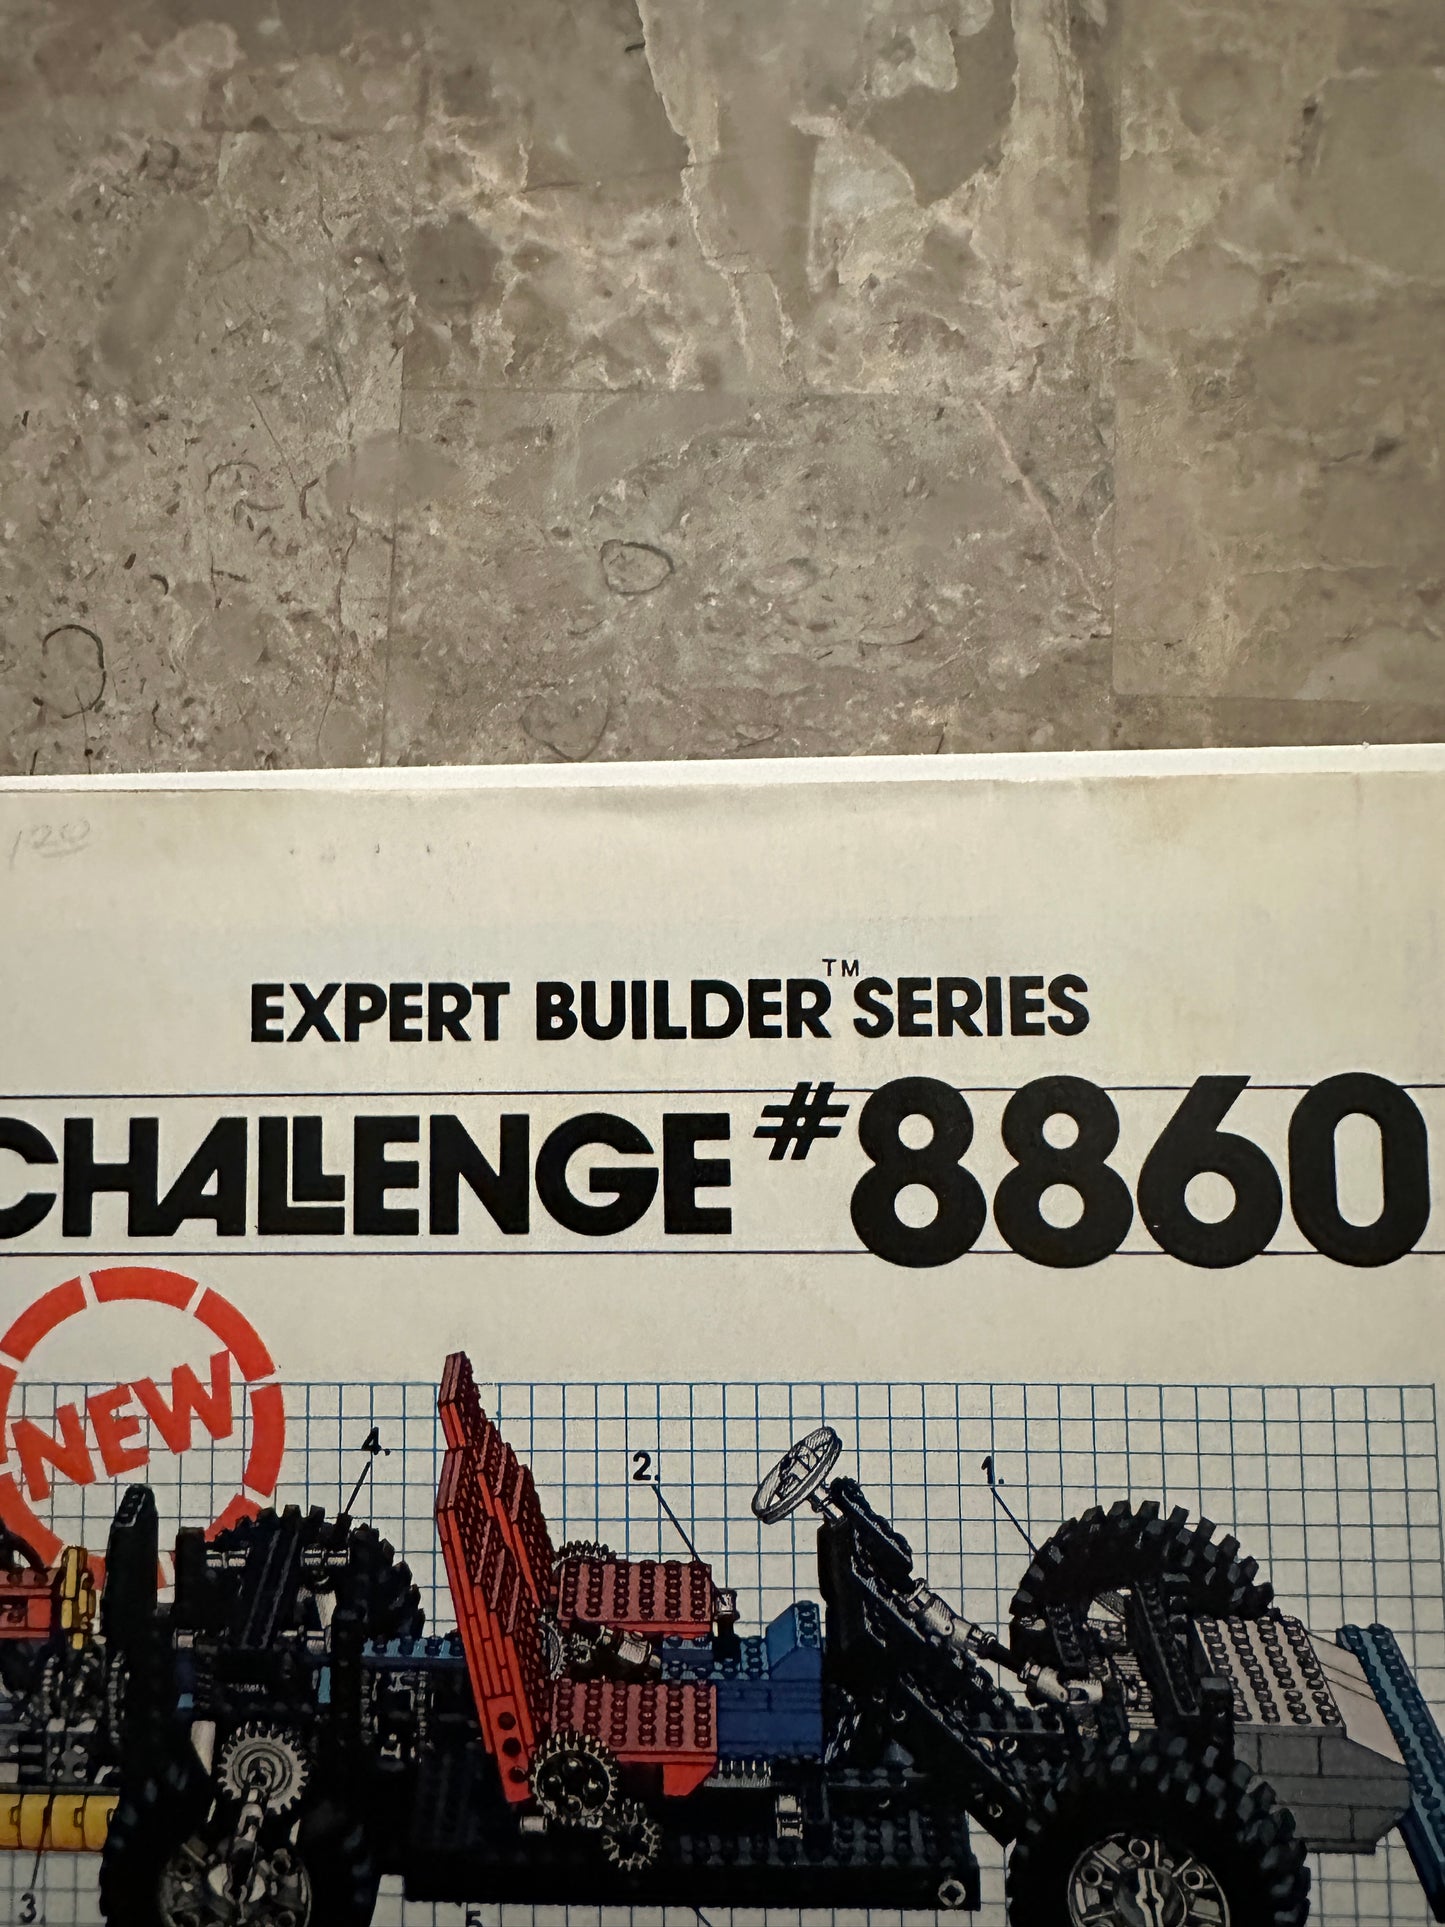 120
EXPERT BUILDER™ SERIES
CHALLENGE #8860
NEW
4.
2.
1.
3.
5